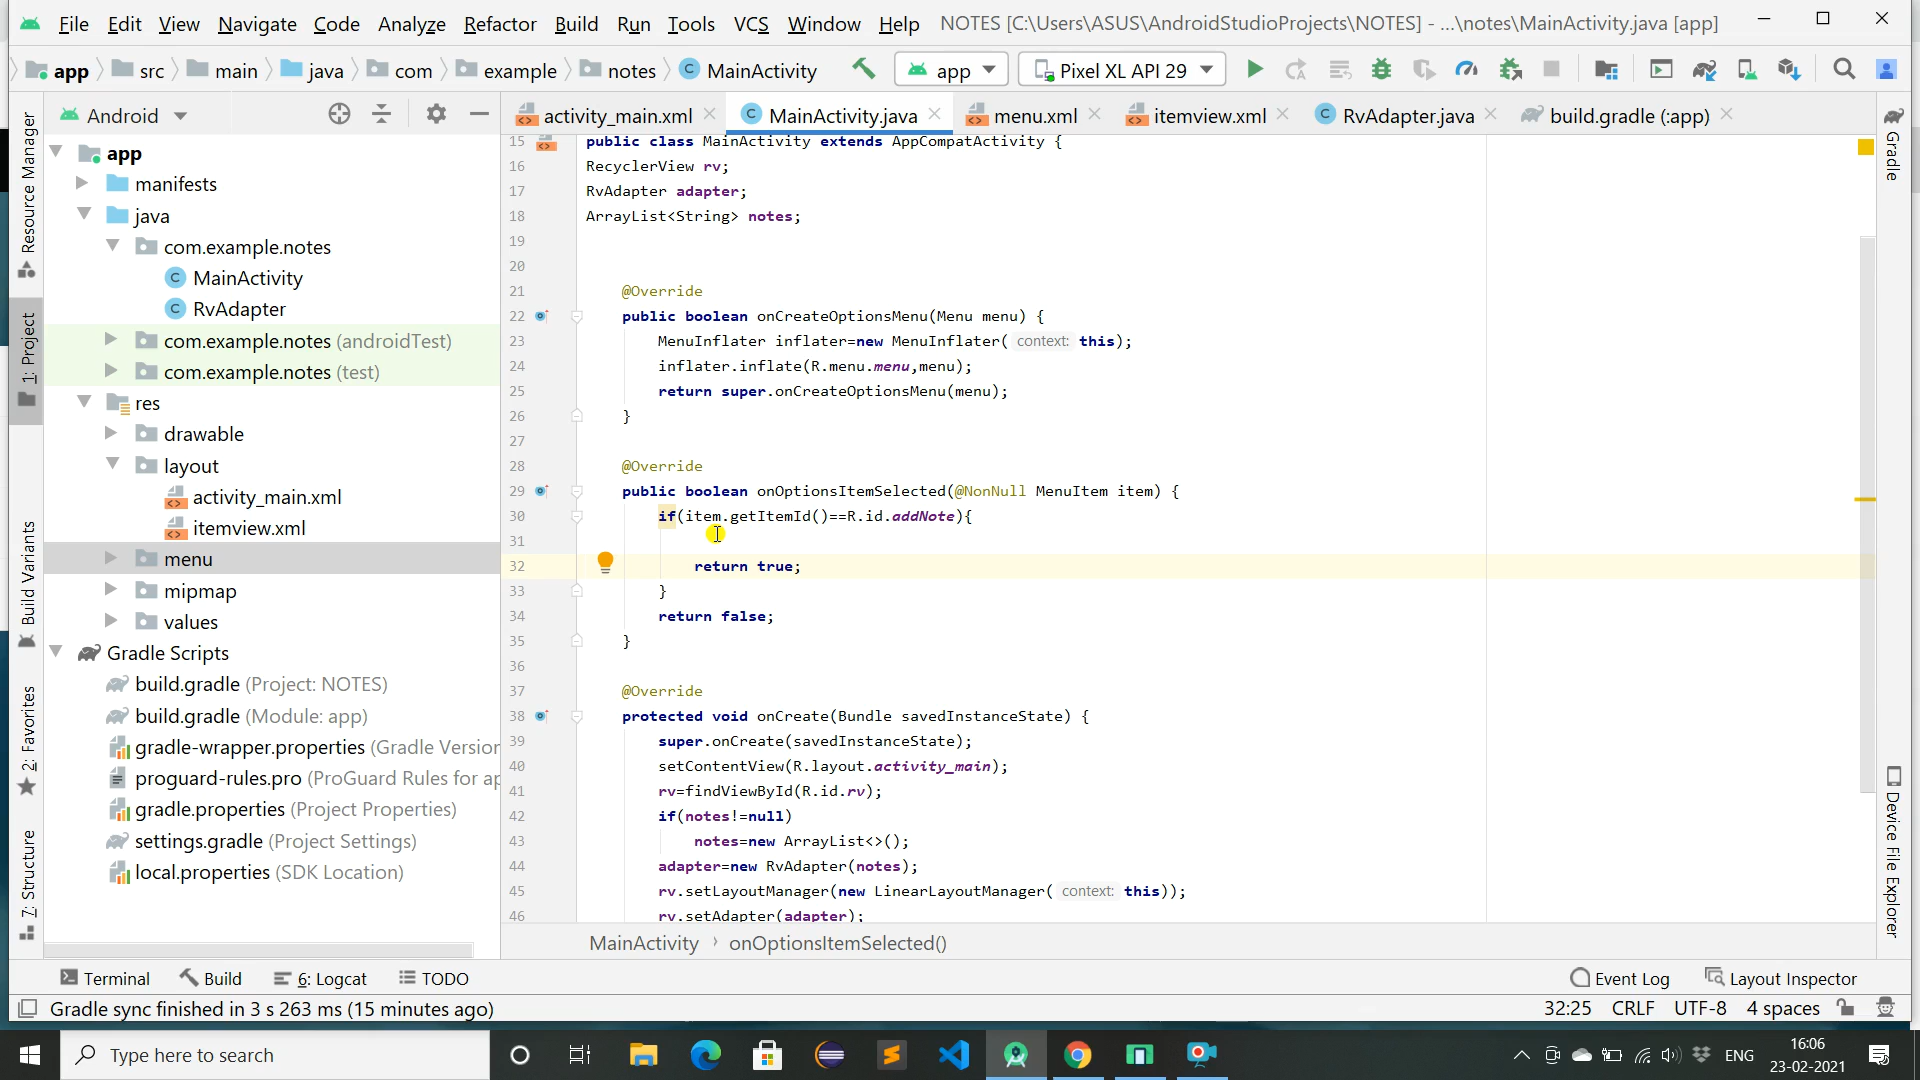 File Edit View Navigate Code Analyze Refactor Build Run Tools VCS Window Help NOTES [C:\Users\ASUS\AndroidStudioProjects\NOTES] - ...\notes\MainActivity.java [app]
app src main java com example notes MainActivity app Pixel XL API 29
Android
activity_main.xml MainActivity.java menu.xml itemview.xml RvAdapter.java build.gradle (:app)
Resource Manager
1: Project
Build Variants
2: Favorites
7: Structure
app
manifests
java
com.example.notes
MainActivity
RvAdapter
com.example.notes (androidTest)
com.example.notes (test)
res
drawable
layout
activity_main.xml
itemview.xml
menu
mipmap
values
Gradle Scripts
build.gradle (Project: NOTES)
build.gradle (Module: app)
gradle-wrapper.properties (Gradle Version
proguard-rules.pro (ProGuard Rules for ap
gradle.properties (Project Properties)
settings.gradle (Project Settings)
local.properties (SDK Location)
15 public class MainActivity extends AppCompatActivity {
16 RecyclerView rv;
17 RvAdapter adapter;
18 ArrayList<String> notes;
19
20
21 @Override
22 public boolean onCreateOptionsMenu(Menu menu) {
23 MenuInflater inflater=new MenuInflater( context: this);
24 inflater.inflate(R.menu.menu,menu);
25 return super.onCreateOptionsMenu(menu);
26 }
27
28 @Override
29 public boolean onOptionsItemSelected(@NonNull MenuItem item) {
30 if(item.getItemId()==R.id.addNote){
31
32 return true;
33 }
34 return false;
35 }
36
37 @Override
38 protected void onCreate(Bundle savedInstanceState) {
39 super.onCreate(savedInstanceState);
40 setContentView(R.layout.activity_main);
41 rv=findViewById(R.id.rv);
42 if(notes!=null)
43 notes=new ArrayList<>();
44 adapter=new RvAdapter(notes);
45 rv.setLayoutManager(new LinearLayoutManager( context: this));
46 rv.setAdapter(adapter);
MainActivity › onOptionsItemSelected()
Gradle
Device File Explorer
Terminal Build 6: Logcat TODO Event Log Layout Inspector
Gradle sync finished in 3 s 263 ms (15 minutes ago) 32:25 CRLF UTF-8 4 spaces
Type here to search ENG 16:06
23-02-2021